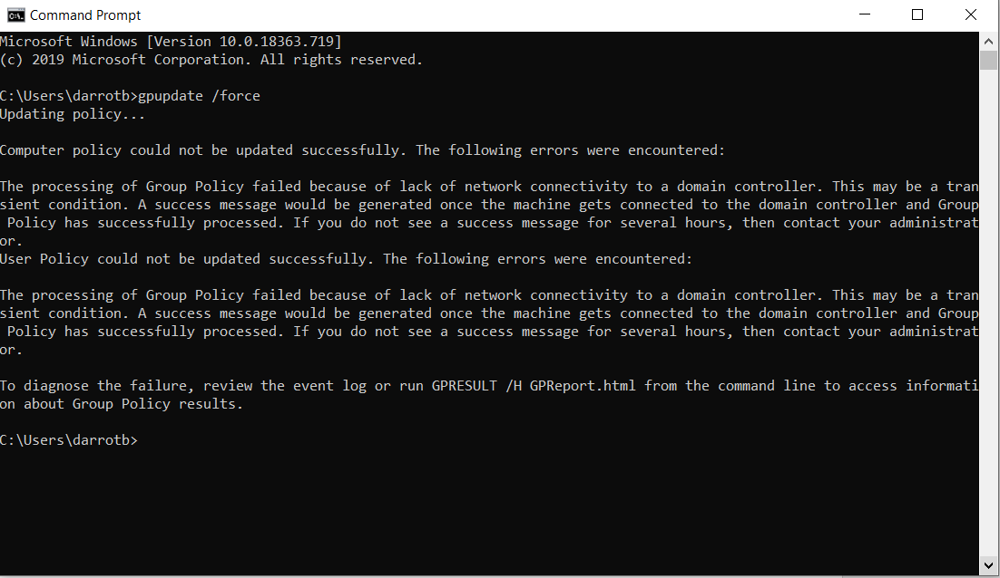 Command Prompt
Microsoft Windows [Version 10.0.18363.719]
(c) 2019 Microsoft Corporation. All rights reserved.
C:\Users\darrotb>gpupdate /force
Updating policy...
Computer policy could not be updated successfully. The following errors were encountered:
The processing of Group Policy failed because of lack of network connectivity to a domain controller. This may be a tran
sient condition. A success message would be generated once the machine gets connected to the domain controller and Group
 Policy has successfully processed. If you do not see a success message for several hours, then contact your administrat
or.
User Policy could not be updated successfully. The following errors were encountered:
The processing of Group Policy failed because of lack of network connectivity to a domain controller. This may be a tran
sient condition. A success message would be generated once the machine gets connected to the domain controller and Group
 Policy has successfully processed. If you do not see a success message for several hours, then contact your administrat
or.
To diagnose the failure, review the event log or run GPRESULT /H GPReport.html from the command line to access informati
on about Group Policy results.
C:\Users\darrotb>